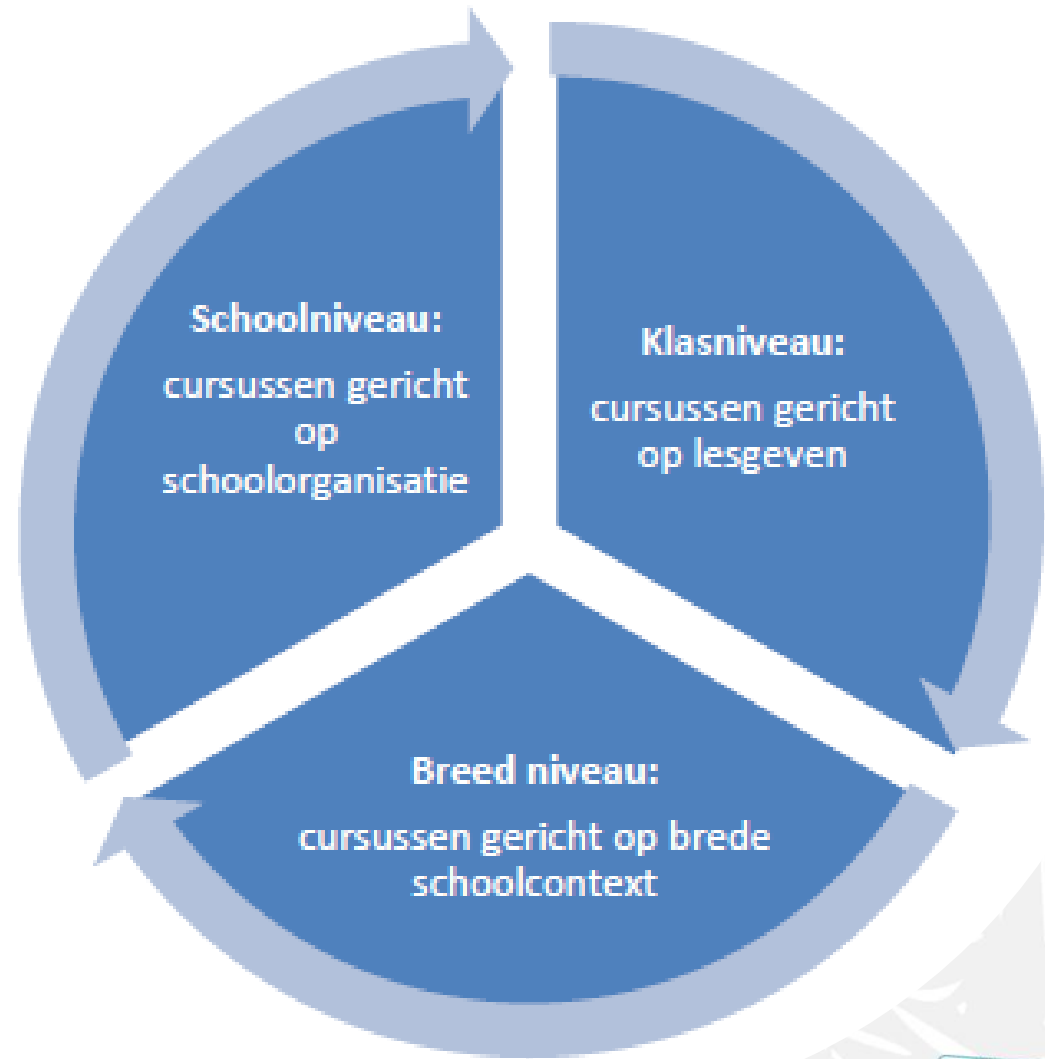 Schoolniveau:
cursussen gericht
op
schoolorganisatie
Klasniveau:
cursussen gericht
op lesgeven
Breed niveau:
cursussen gericht op brede
schoolcontext